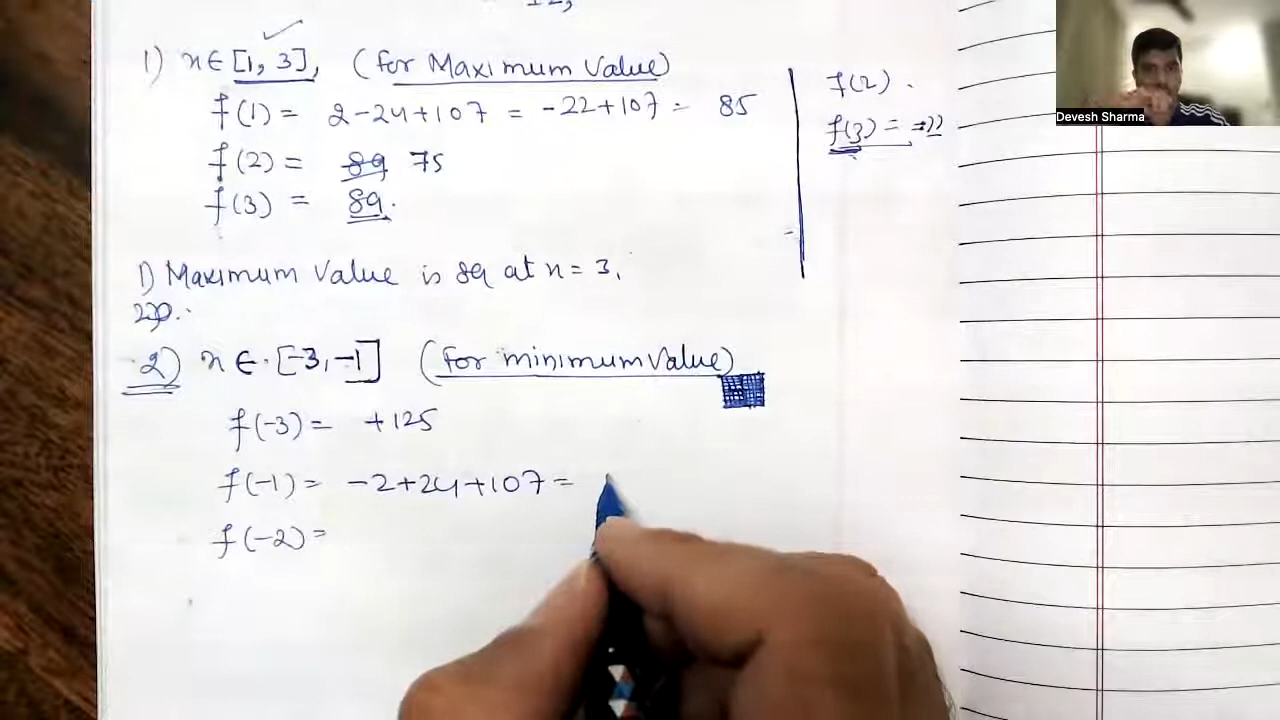 1) x ∈ [1, 3], (for Maximum Value)
f(1) = 2-24+107 = -22+107 = 85
f(2) = 89 75
f(3) = 89.
1) Maximum Value is 89 at x = 3,
2) x ∈ [-3, -1] (for minimum Value)
f(-3) = +125
f(-1) = -2+24+107 =
f(-2) =
f(2).
f(3) =
Devesh Sharma